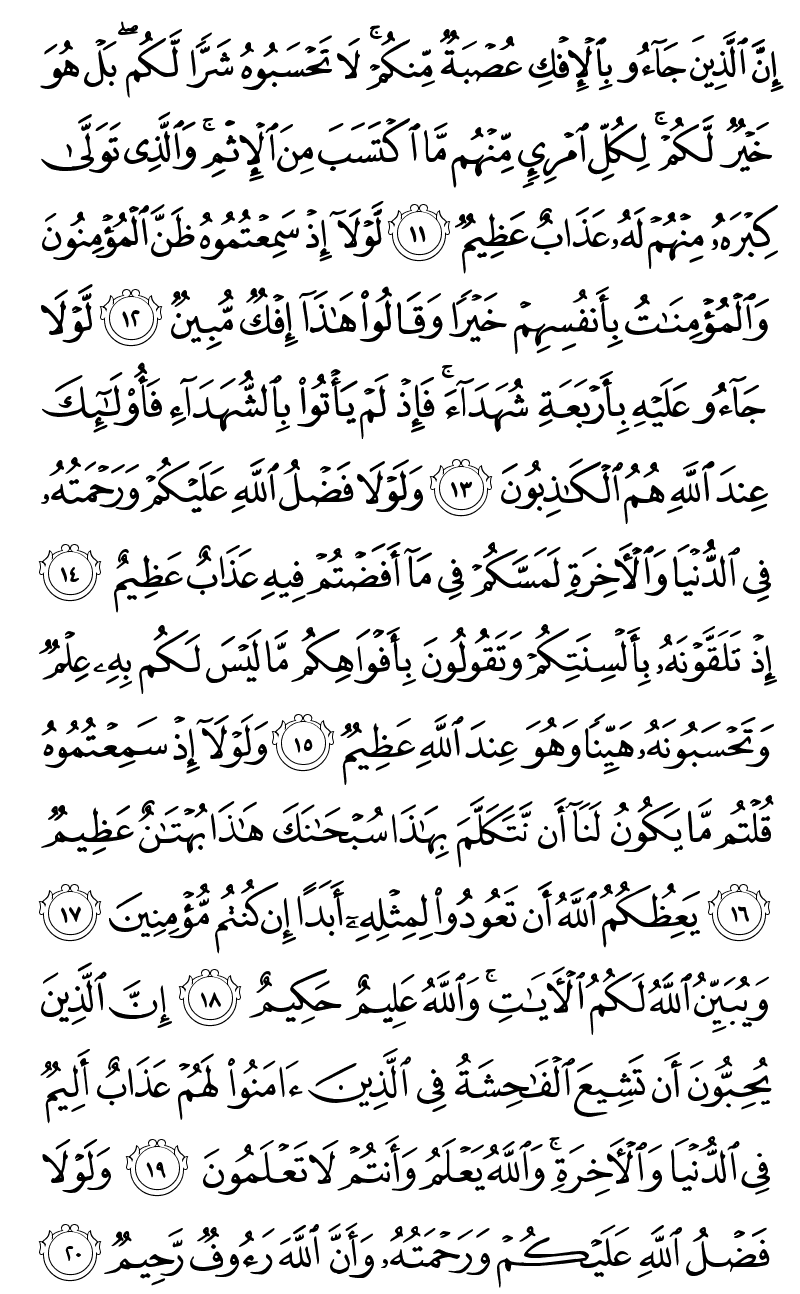 إِنَّ ٱلَّذِينَ جَآءُو بِٱلْإِفْكِ عُصْبَةٌ مِّنكُمْ ۚ لَا تَحْسَبُوهُ شَرًّا لَّكُم ۖ بَلْ هُوَ
خَيْرٌ لَّكُمْ ۚ لِكُلِّ ٱمْرِئٍ مِّنْهُم مَّا ٱكْتَسَبَ مِنَ ٱلْإِثْمِ ۚ وَٱلَّذِى تَوَلَّىٰ
كِبْرَهُۥ مِنْهُمْ لَهُۥ عَذَابٌ عَظِيمٌ ١١ لَّوْلَآ إِذْ سَمِعْتُمُوهُ ظَنَّ ٱلْمُؤْمِنُونَ
وَٱلْمُؤْمِنَـٰتُ بِأَنفُسِهِمْ خَيْرًا وَقَالُوا۟ هَـٰذَآ إِفْكٌ مُّبِينٌ ١٢ لَّوْلَا
جَآءُو عَلَيْهِ بِأَرْبَعَةِ شُهَدَآءَ ۚ فَإِذْ لَمْ يَأْتُوا۟ بِٱلشُّهَدَآءِ فَأُو۟لَـٰٓئِكَ
عِندَ ٱللَّهِ هُمُ ٱلْكَـٰذِبُونَ ١٣ وَلَوْلَا فَضْلُ ٱللَّهِ عَلَيْكُمْ وَرَحْمَتُهُۥ
فِى ٱلدُّنْيَا وَٱلْـَٔاخِرَةِ لَمَسَّكُمْ فِى مَآ أَفَضْتُمْ فِيهِ عَذَابٌ عَظِيمٌ ١٤
إِذْ تَلَقَّوْنَهُۥ بِأَلْسِنَتِكُمْ وَتَقُولُونَ بِأَفْوَاهِكُم مَّا لَيْسَ لَكُم بِهِۦ عِلْمٌ
وَتَحْسَبُونَهُۥ هَيِّنًا وَهُوَ عِندَ ٱللَّهِ عَظِيمٌ ١٥ وَلَوْلَآ إِذْ سَمِعْتُمُوهُ
قُلْتُم مَّا يَكُونُ لَنَآ أَن نَّتَكَلَّمَ بِهَـٰذَا سُبْحَـٰنَكَ هَـٰذَا بُهْتَـٰنٌ عَظِيمٌ
١٦ يَعِظُكُمُ ٱللَّهُ أَن تَعُودُوا۟ لِمِثْلِهِۦٓ أَبَدًا إِن كُنتُم مُّؤْمِنِينَ ١٧
وَيُبَيِّنُ ٱللَّهُ لَكُمُ ٱلْـَٔايَـٰتِ ۚ وَٱللَّهُ عَلِيمٌ حَكِيمٌ ١٨ إِنَّ ٱلَّذِينَ
يُحِبُّونَ أَن تَشِيعَ ٱلْفَـٰحِشَةُ فِى ٱلَّذِينَ ءَامَنُوا۟ لَهُمْ عَذَابٌ أَلِيمٌ
فِى ٱلدُّنْيَا وَٱلْـَٔاخِرَةِ ۚ وَٱللَّهُ يَعْلَمُ وَأَنتُمْ لَا تَعْلَمُونَ ١٩ وَلَوْلَا
فَضْلُ ٱللَّهِ عَلَيْكُمْ وَرَحْمَتُهُۥ وَأَنَّ ٱللَّهَ رَءُوفٌ رَّحِيمٌ ٢٠